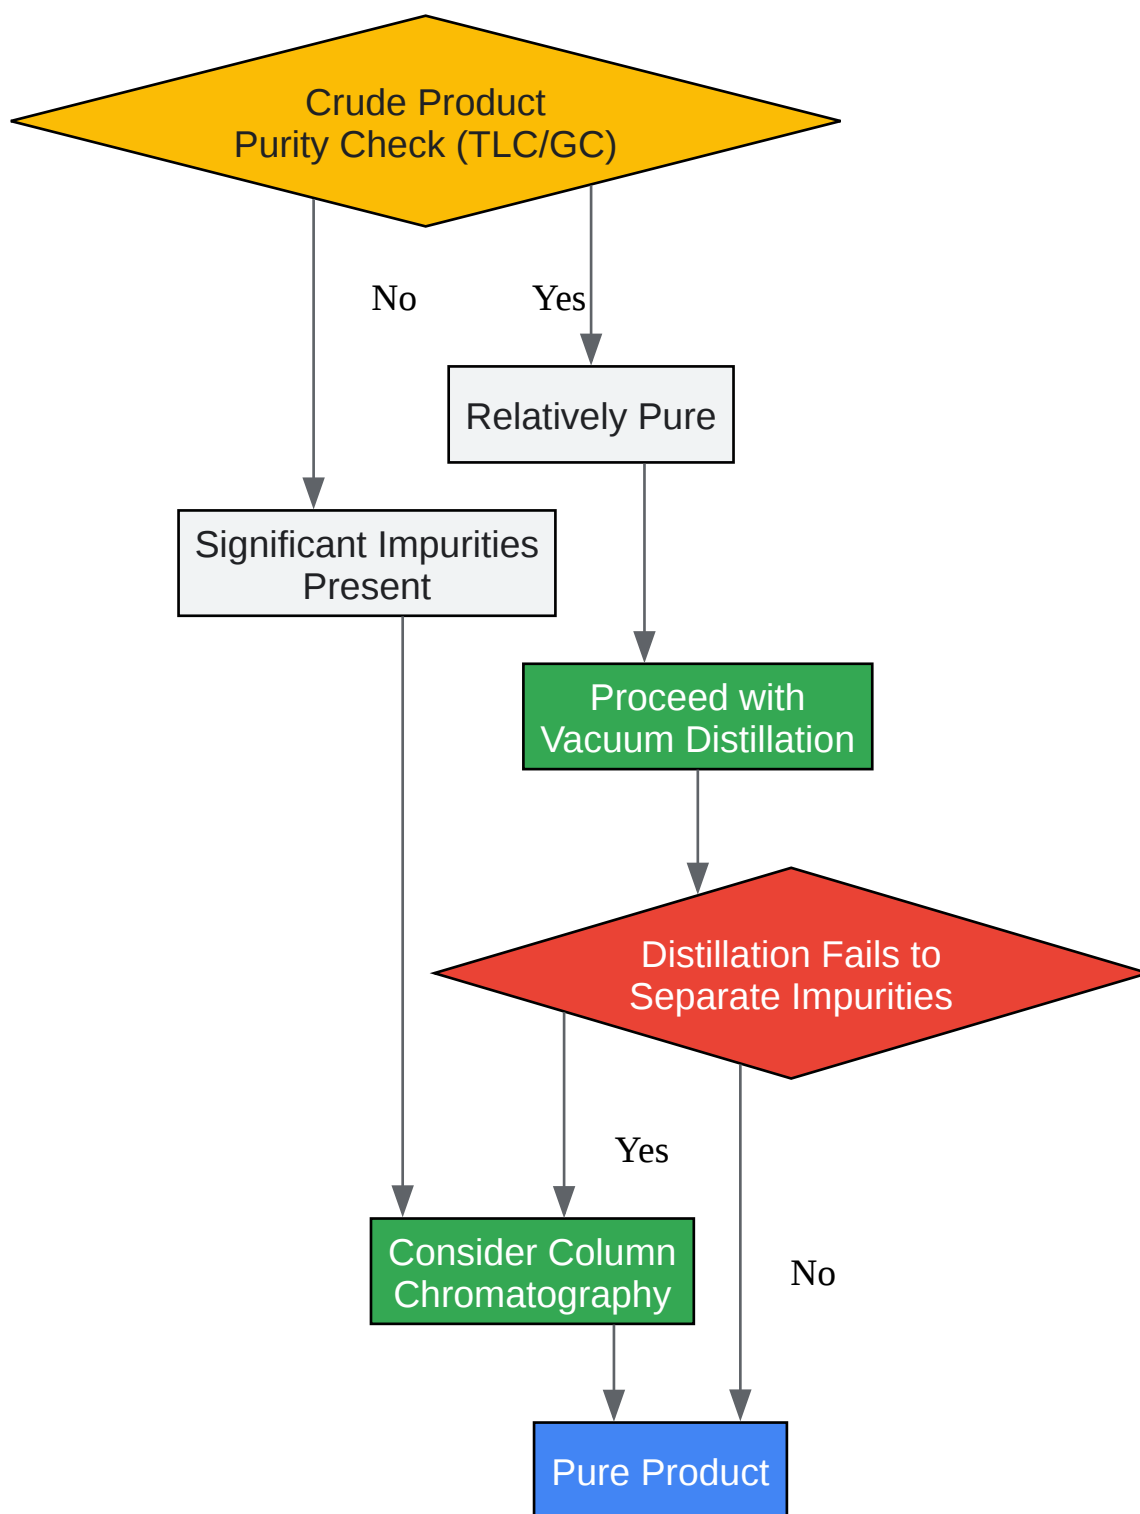 Crude Product
Purity Check (TLC/GC)
No
Yes
Relatively Pure
Significant Impurities
Present
Proceed with
Vacuum Distillation
Distillation Fails to
Separate Impurities
Yes
Consider Column
Chromatography
No
Pure Product